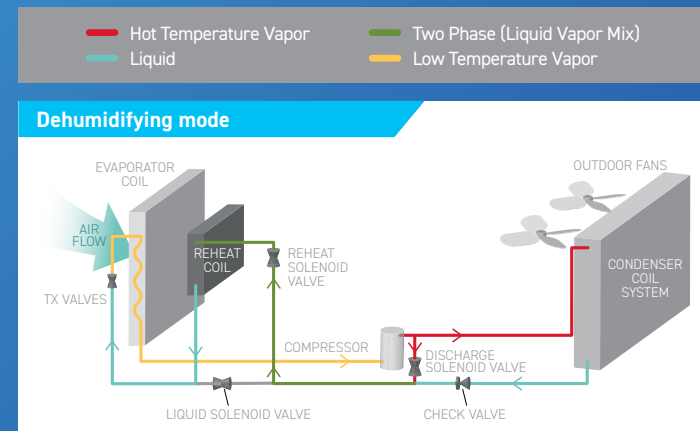 Hot Temperature Vapor
Two Phase (Liquid Vapor Mix)
Liquid
Low Temperature Vapor
Dehumidifying mode
EVAPORATOR
COIL
OUTDOOR FANS
AIR
FLOW
REHEAT
COIL
REHEAT
SOLENOID
VALVE
CONDENSER
COIL
SYSTEM
TX VALVES
COMPRESSOR
DISCHARGE
SOLENOID VALVE
LIQUID SOLENOID VALVE
CHECK VALVE